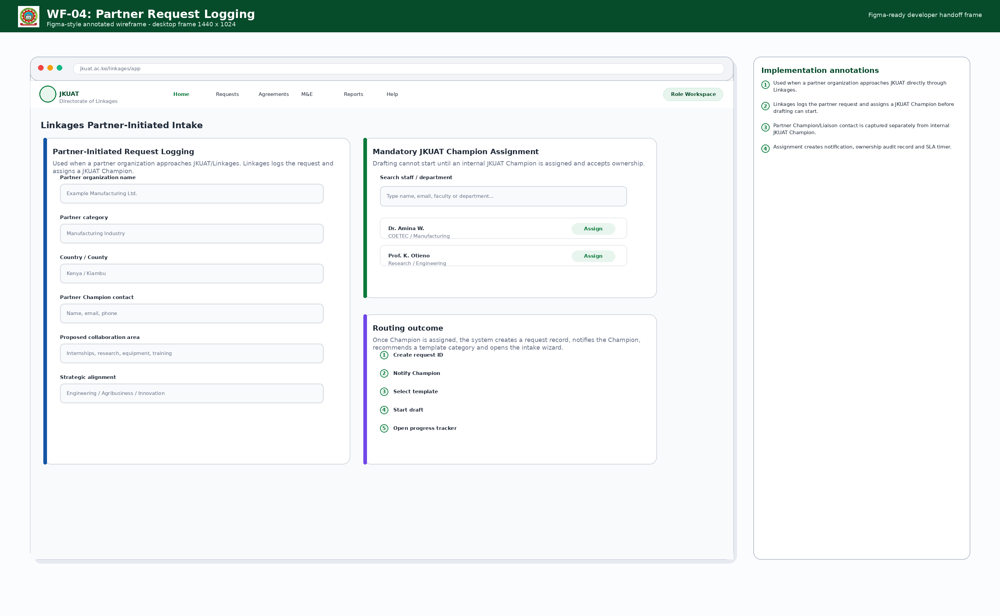 WF-04: Partner Request Logging
Figma-style annotated wireframe - desktop frame 1440 x 1024
Figma-ready developer handoff frame
jkuat.ac.ke/linkages/app
JKUAT
Directorate of Linkages
Home
Requests
Agreements
M&E
Reports
Help
Role Workspace
Linkages Partner-Initiated Intake
Partner-Initiated Request Logging
Used when a partner organization approaches JKUAT/Linkages. Linkages logs the request and
assigns a JKUAT Champion.
Partner organization name
Example Manufacturing Ltd.
Partner category
Manufacturing Industry
Country / County
Kenya / Kiambu
Partner Champion contact
Name, email, phone
Proposed collaboration area
Internships, research, equipment, training
Strategic alignment
Engineering / Agribusiness / Innovation
Mandatory JKUAT Champion Assignment
Drafting cannot start until an internal JKUAT Champion is assigned and accepts ownership.
Search staff / department
Type name, email, faculty or department...
Dr. Amina W.
COETEC / Manufacturing
Assign
Prof. K. Otieno
Research / Engineering
Assign
Routing outcome
Once Champion is assigned, the system creates a request record, notifies the Champion,
recommends a template category and opens the intake wizard.
1 Create request ID
2 Notify Champion
3 Select template
4 Start draft
5 Open progress tracker
Implementation annotations
1 Used when a partner organization approaches JKUAT directly through
Linkages.
2 Linkages logs the partner request and assigns a JKUAT Champion before
drafting can start.
3 Partner Champion/Liaison contact is captured separately from internal
JKUAT Champion.
4 Assignment creates notification, ownership audit record and SLA timer.